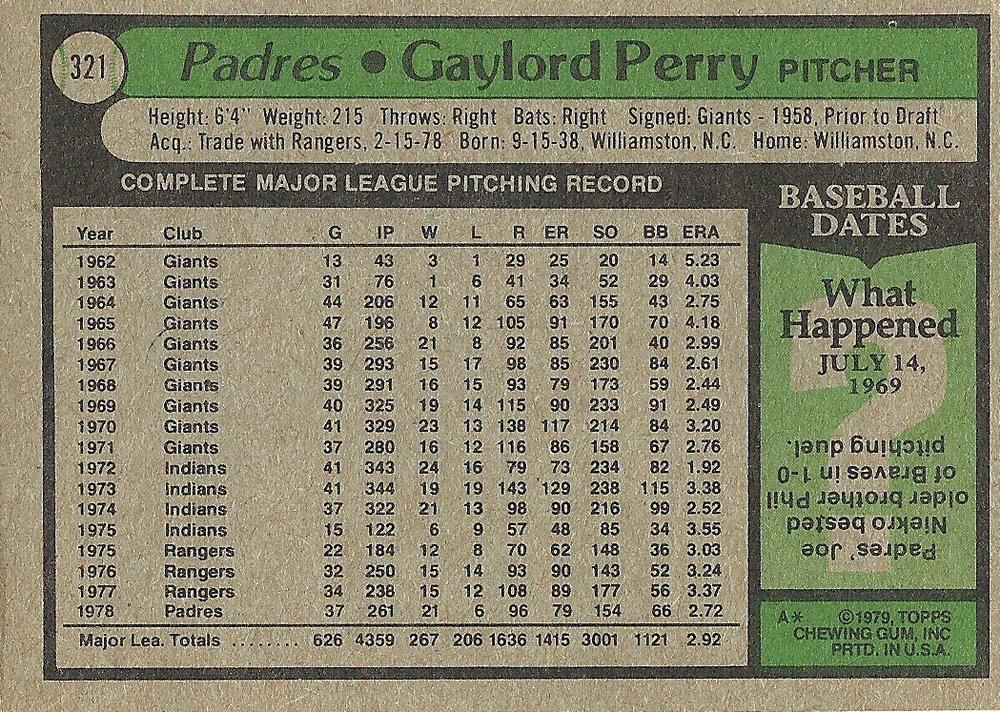 321
Padres • Gaylord Perry PITCHER
Height: 6'4" Weight: 215 Throws: Right Bats: Right Signed: Giants - 1958, Prior to Draft
Acq.: Trade with Rangers, 2-15-78 Born: 9-15-38, Williamston, N.C. Home: Williamston, N.C.
COMPLETE MAJOR LEAGUE PITCHING RECORD
Year Club G IP W L R ER SO BB ERA
1962 Giants 13 43 3 1 29 25 20 14 5.23
1963 Giants 31 76 1 6 41 34 52 29 4.03
1964 Giants 44 206 12 11 65 63 155 43 2.75
1965 Giants 47 196 8 12 105 91 170 70 4.18
1966 Giants 36 256 21 8 92 85 201 40 2.99
1967 Giants 39 293 15 17 98 85 230 84 2.61
1968 Giants 39 291 16 15 93 79 173 59 2.44
1969 Giants 40 325 19 14 115 90 233 91 2.49
1970 Giants 41 329 23 13 138 117 214 84 3.20
1971 Giants 37 280 16 12 116 86 158 67 2.76
1972 Indians 41 343 24 16 79 73 234 82 1.92
1973 Indians 41 344 19 19 143 129 238 115 3.38
1974 Indians 37 322 21 13 98 90 216 99 2.52
1975 Indians 15 122 6 9 57 48 85 34 3.55
1975 Rangers 22 184 12 8 70 62 148 36 3.03
1976 Rangers 32 250 15 14 93 90 143 52 3.24
1977 Rangers 34 238 15 12 108 89 177 56 3.37
1978 Padres 37 261 21 6 96 79 154 66 2.72
Major Lea. Totals ........ 626 4359 267 206 1636 1415 3001 1121 2.92
BASEBALL
DATES
What
Happened
JULY 14,
1969
?
Padres' Joe
Niekro bested
older brother Phil
of Braves in 1-0
pitching duel.
A* ©1979, TOPPS
CHEWING GUM, INC
PRTD. IN U.S.A.